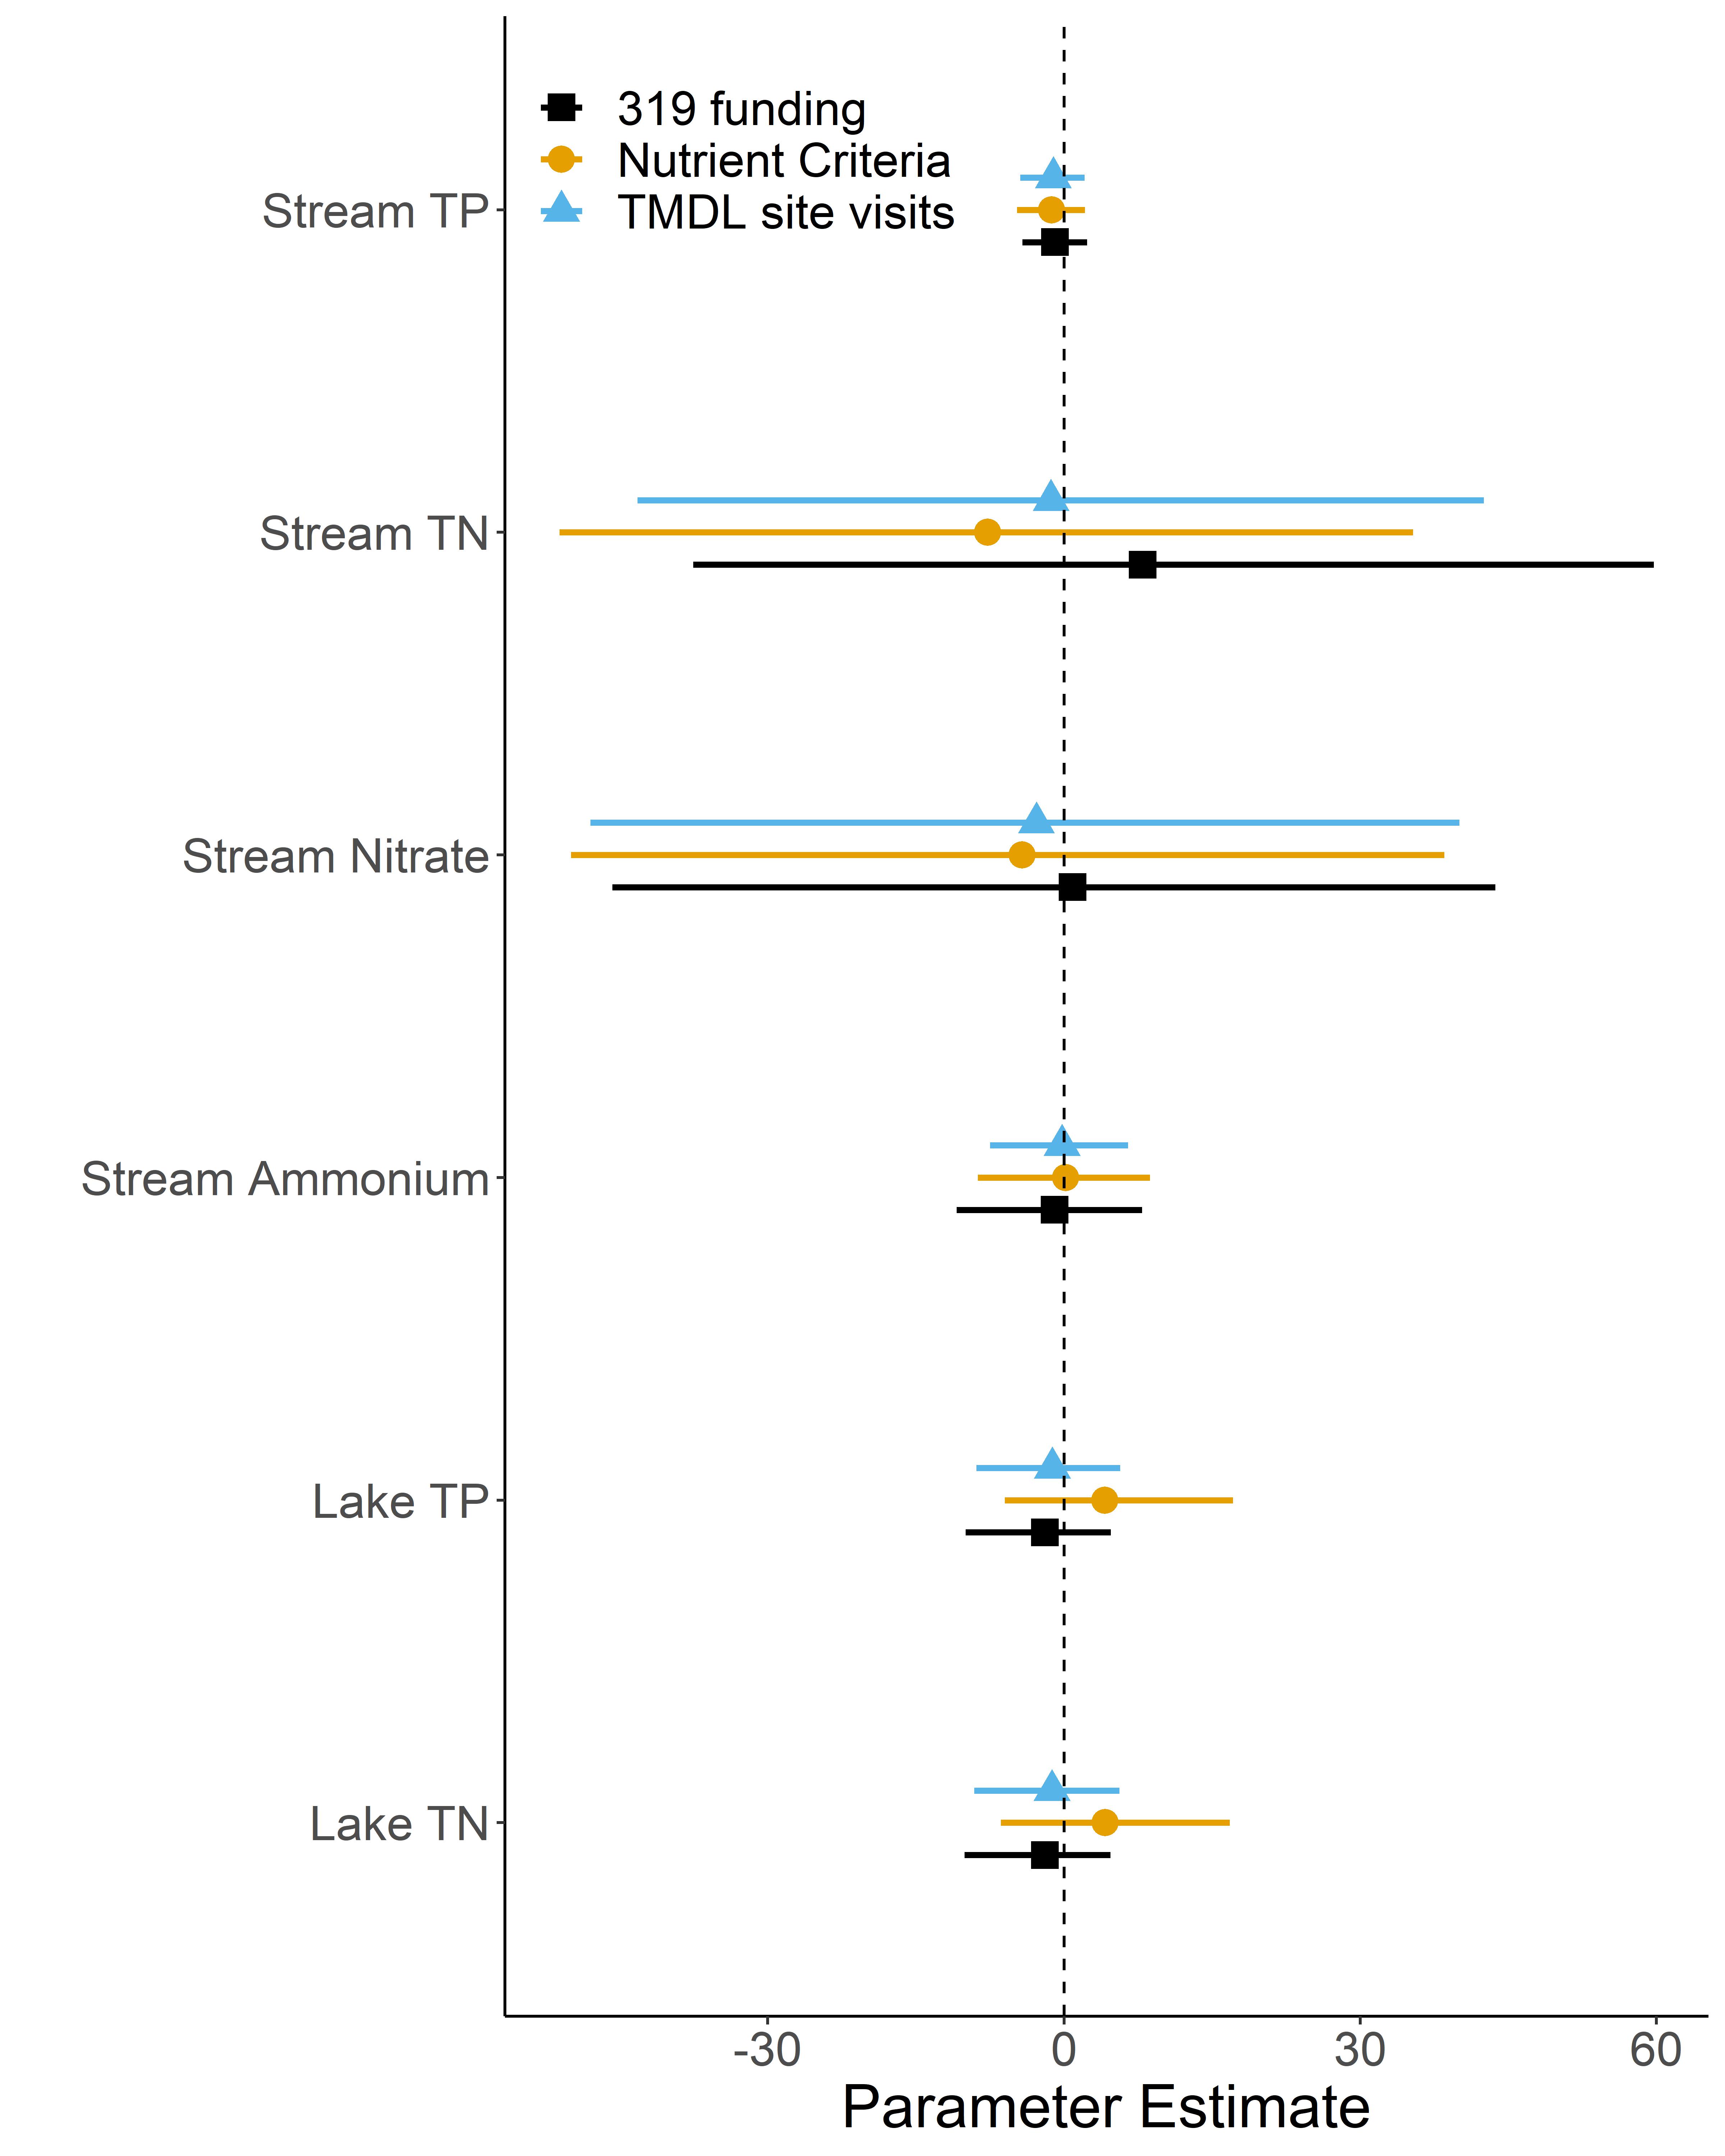 319 funding
Nutrient Criteria
TMDL site visits
Stream TP
Stream TN
Stream Nitrate
Stream Ammonium
Lake TP
Lake TN
-30 0 30 60
Parameter Estimate